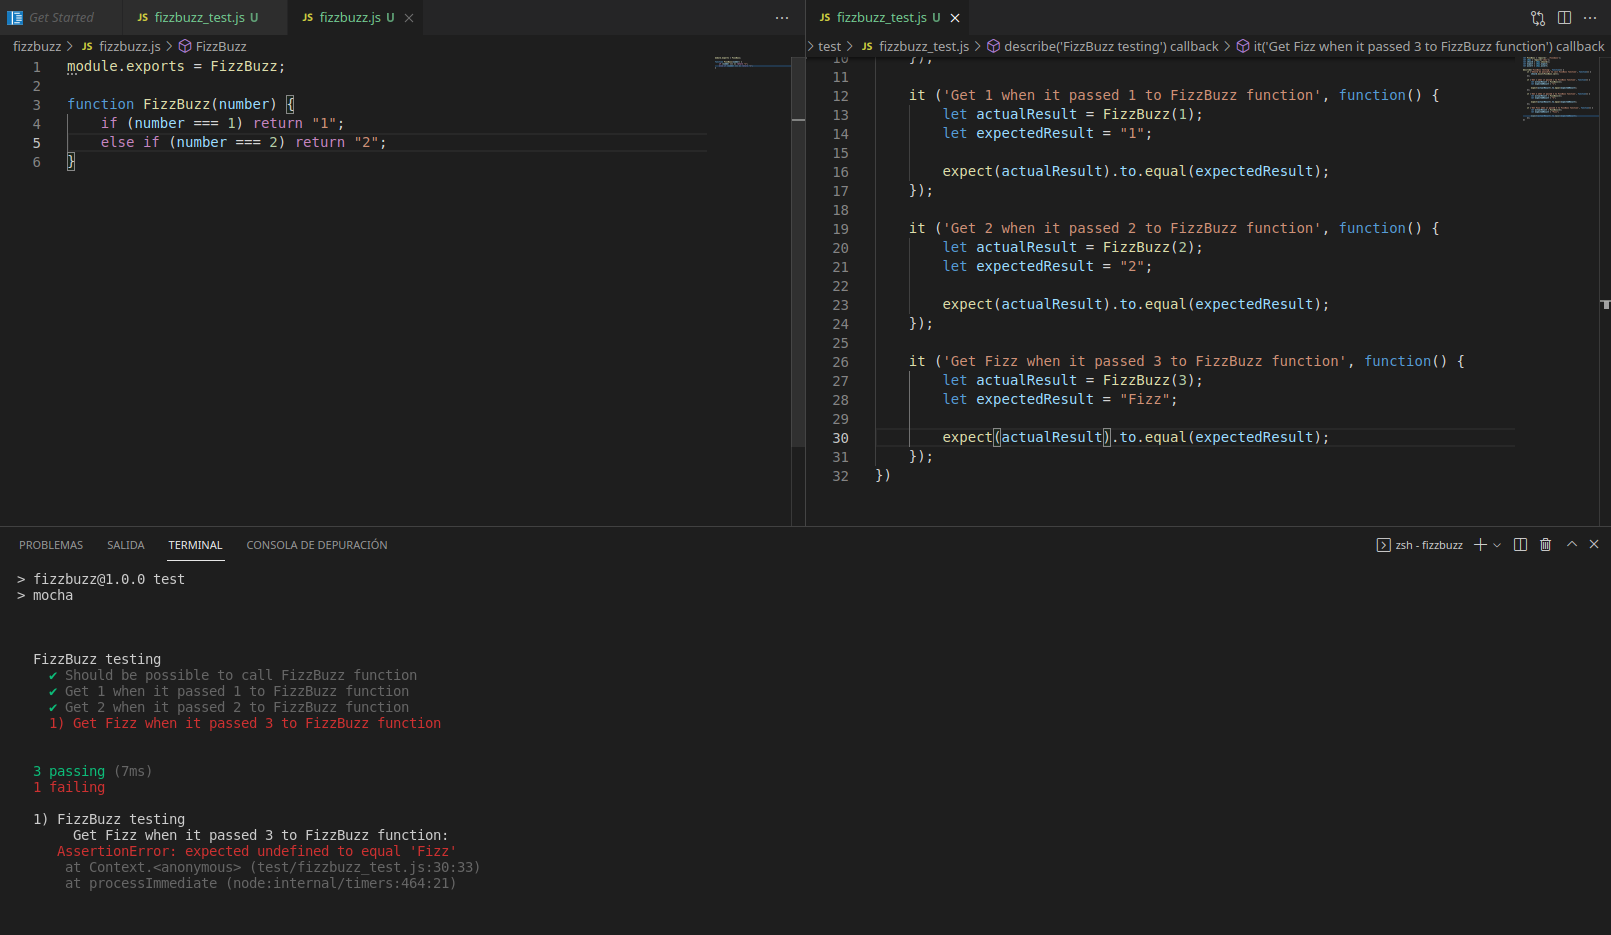 Get Started
JS fizzbuzz_test.js U
JS fizzbuzz.js U
fizzbuzz > JS fizzbuzz.js > FizzBuzz
1 module.exports = FizzBuzz;
2
3 function FizzBuzz(number) {
4 if (number === 1) return "1";
5 else if (number === 2) return "2";
6 }
JS fizzbuzz_test.js U
> test > JS fizzbuzz_test.js > describe('FizzBuzz testing') callback > it('Get Fizz when it passed 3 to FizzBuzz function') callback
10 });
11
12 it ('Get 1 when it passed 1 to FizzBuzz function', function() {
13 let actualResult = FizzBuzz(1);
14 let expectedResult = "1";
15
16 expect(actualResult).to.equal(expectedResult);
17 });
18
19 it ('Get 2 when it passed 2 to FizzBuzz function', function() {
20 let actualResult = FizzBuzz(2);
21 let expectedResult = "2";
22
23 expect(actualResult).to.equal(expectedResult);
24 });
25
26 it ('Get Fizz when it passed 3 to FizzBuzz function', function() {
27 let actualResult = FizzBuzz(3);
28 let expectedResult = "Fizz";
29
30 expect(actualResult).to.equal(expectedResult);
31 });
32 })
PROBLEMAS SALIDA TERMINAL CONSOLA DE DEPURACIÓN
zsh - fizzbuzz
> fizzbuzz@1.0.0 test
> mocha
FizzBuzz testing
✔ Should be possible to call FizzBuzz function
✔ Get 1 when it passed 1 to FizzBuzz function
✔ Get 2 when it passed 2 to FizzBuzz function
1) Get Fizz when it passed 3 to FizzBuzz function
3 passing (7ms)
1 failing
1) FizzBuzz testing
Get Fizz when it passed 3 to FizzBuzz function:
AssertionError: expected undefined to equal 'Fizz'
at Context.<anonymous> (test/fizzbuzz_test.js:30:33)
at processImmediate (node:internal/timers:464:21)